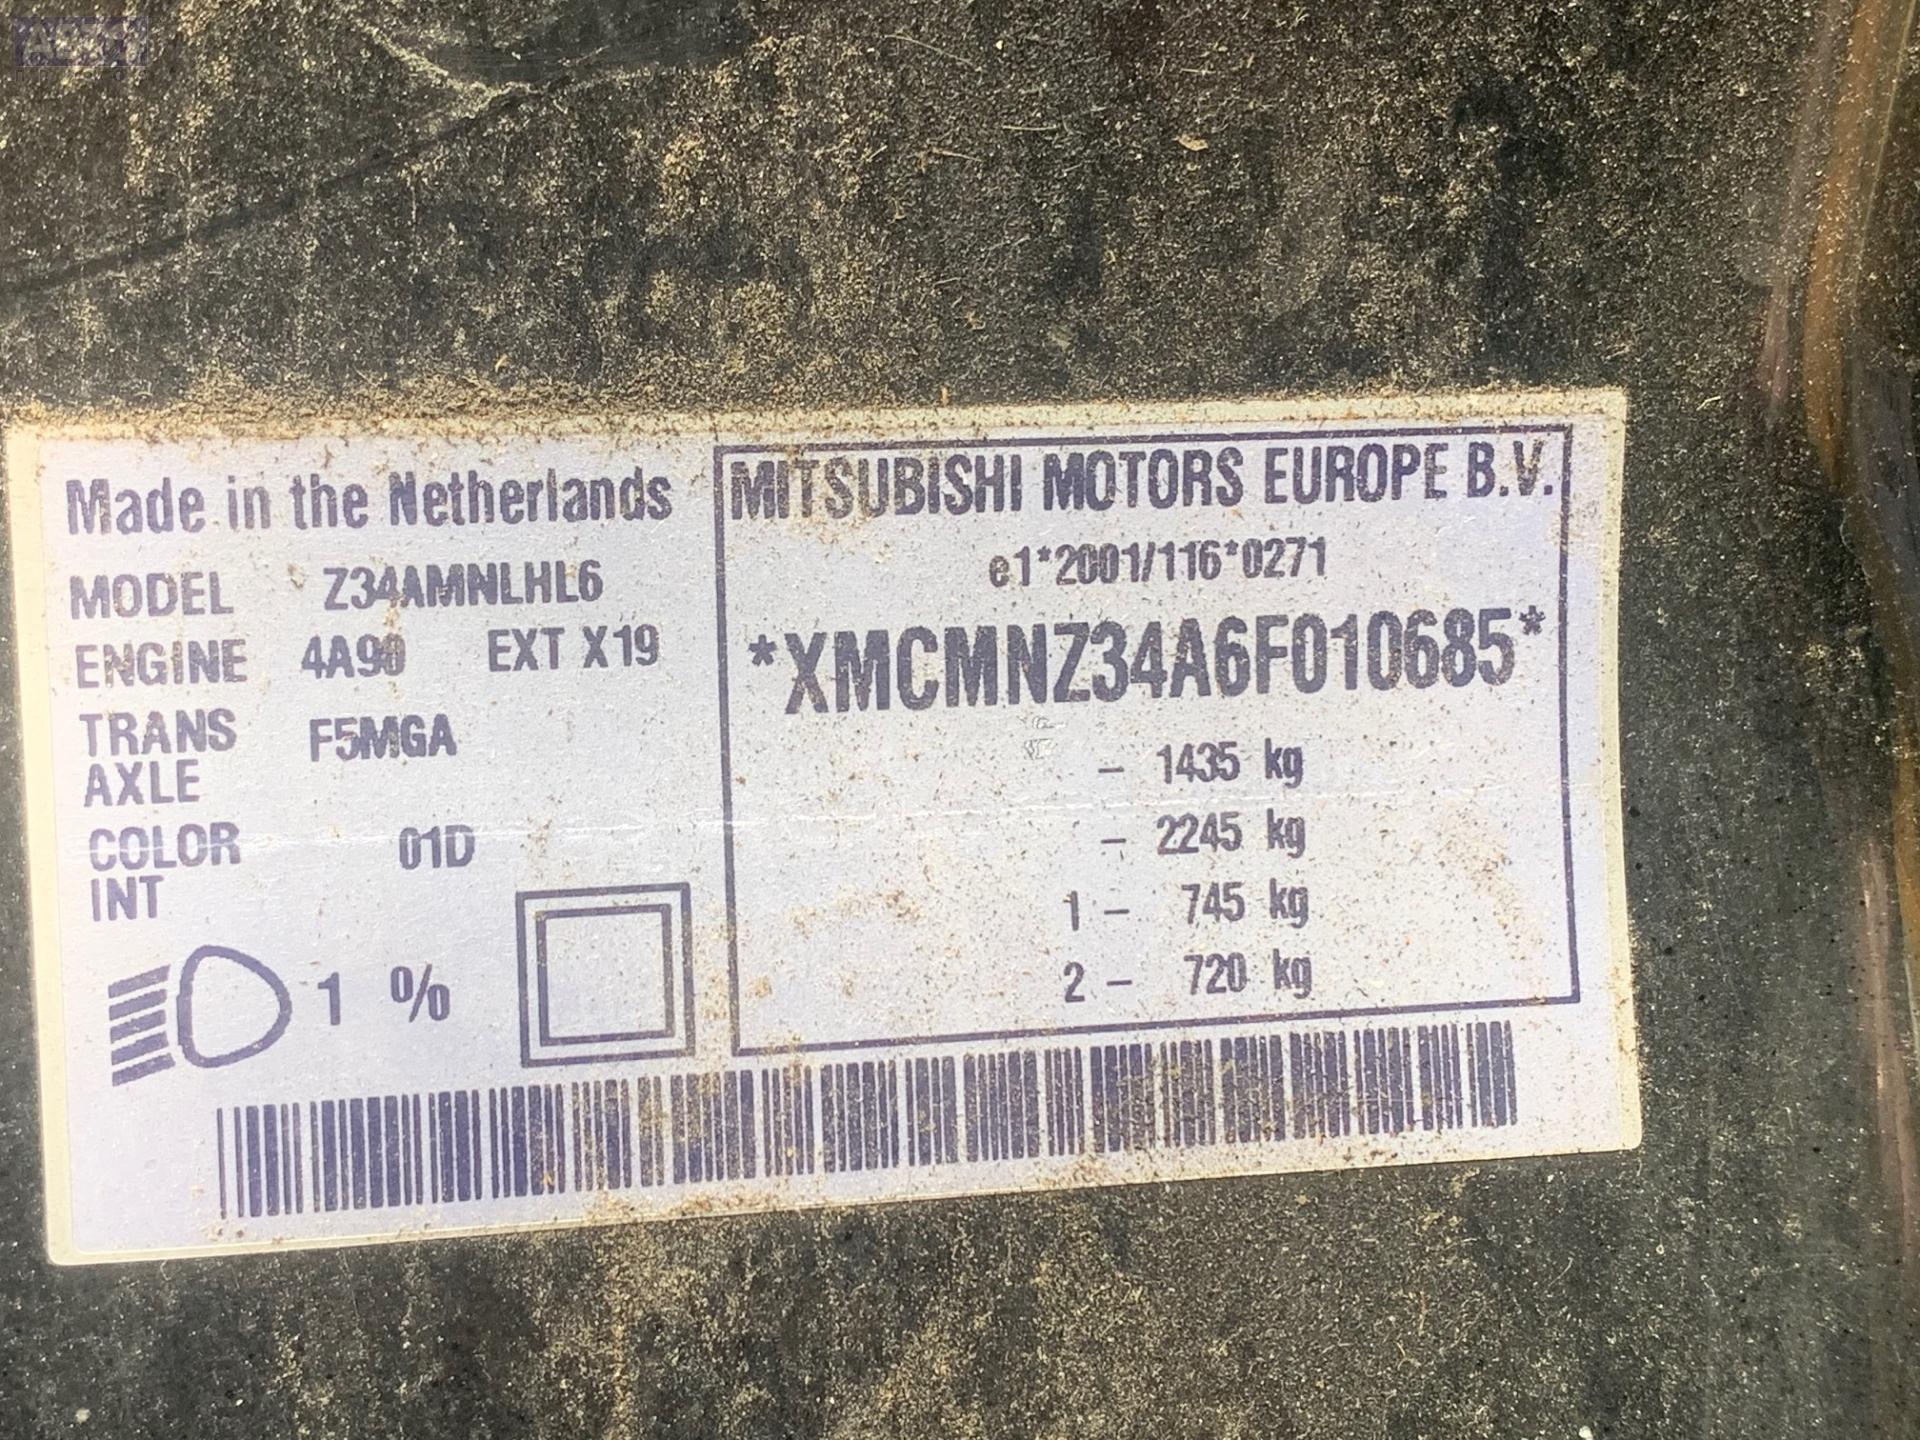 Made in the Netherlands
MODEL Z34AMNLHL6
ENGINE 4A90 EXT X19
TRANS F5MGA
AXLE
COLOR 01D
INT
1 %
MITSUBISHI MOTORS EUROPE B.V.
e1*2001/116*0271
*XMCMNZ34A6F010685*
– 1435 kg
– 2245 kg
1 – 745 kg
2 – 720 kg